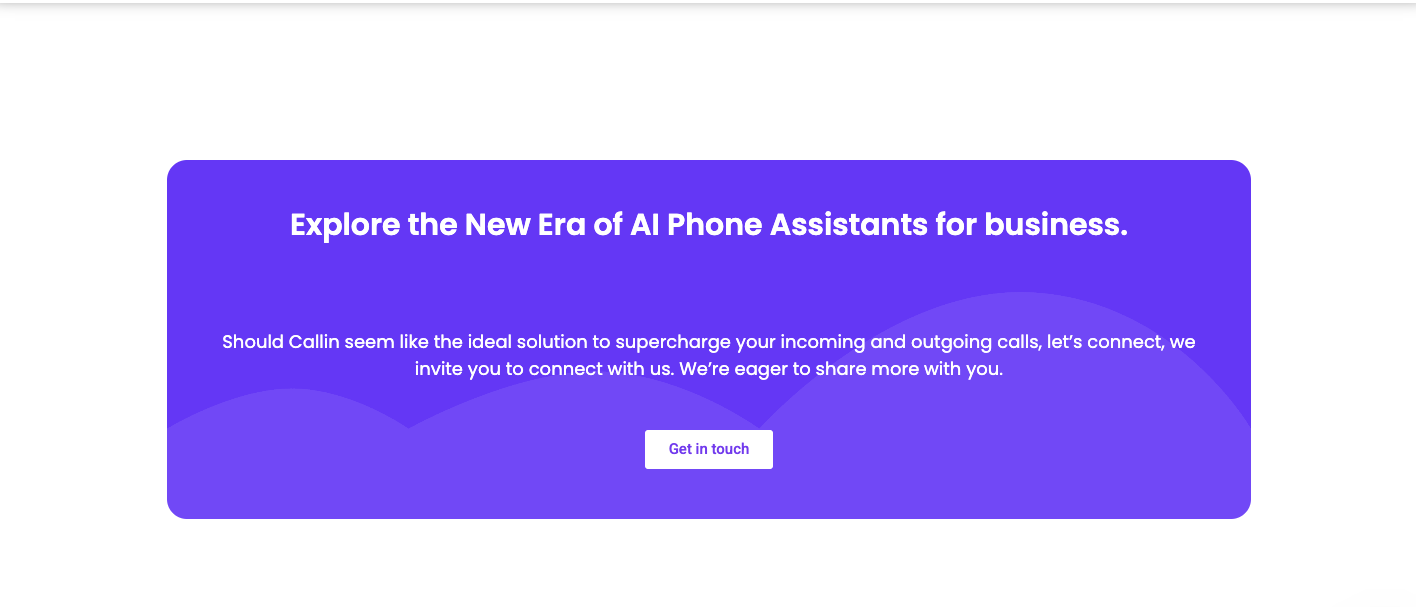 Explore the New Era of AI Phone Assistants for business.
Should Callin seem like the ideal solution to supercharge your incoming and outgoing calls, let’s connect, we
invite you to connect with us. We’re eager to share more with you.
Get in touch